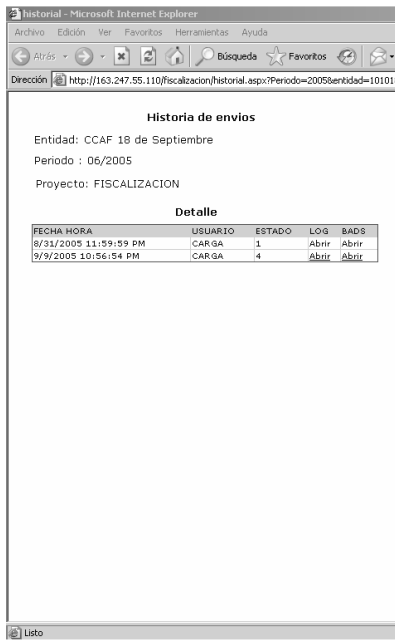 historial - Microsoft Internet Explorer
Archivo Edición Ver Favoritos Herramientas Ayuda
Atrás Búsqueda Favoritos
Dirección http://163.247.55.110/fiscalizacion/historial.aspx?Periodo=2005&entidad=10101
Historia de envios
Entidad: CCAF 18 de Septiembre
Periodo : 06/2005
Proyecto: FISCALIZACION
Detalle
FECHA HORA USUARIO ESTADO LOG BADS
8/31/2005 11:59:59 PM CARGA 1 Abrir Abrir
9/9/2005 10:56:54 PM CARGA 4 Abrir Abrir
Listo